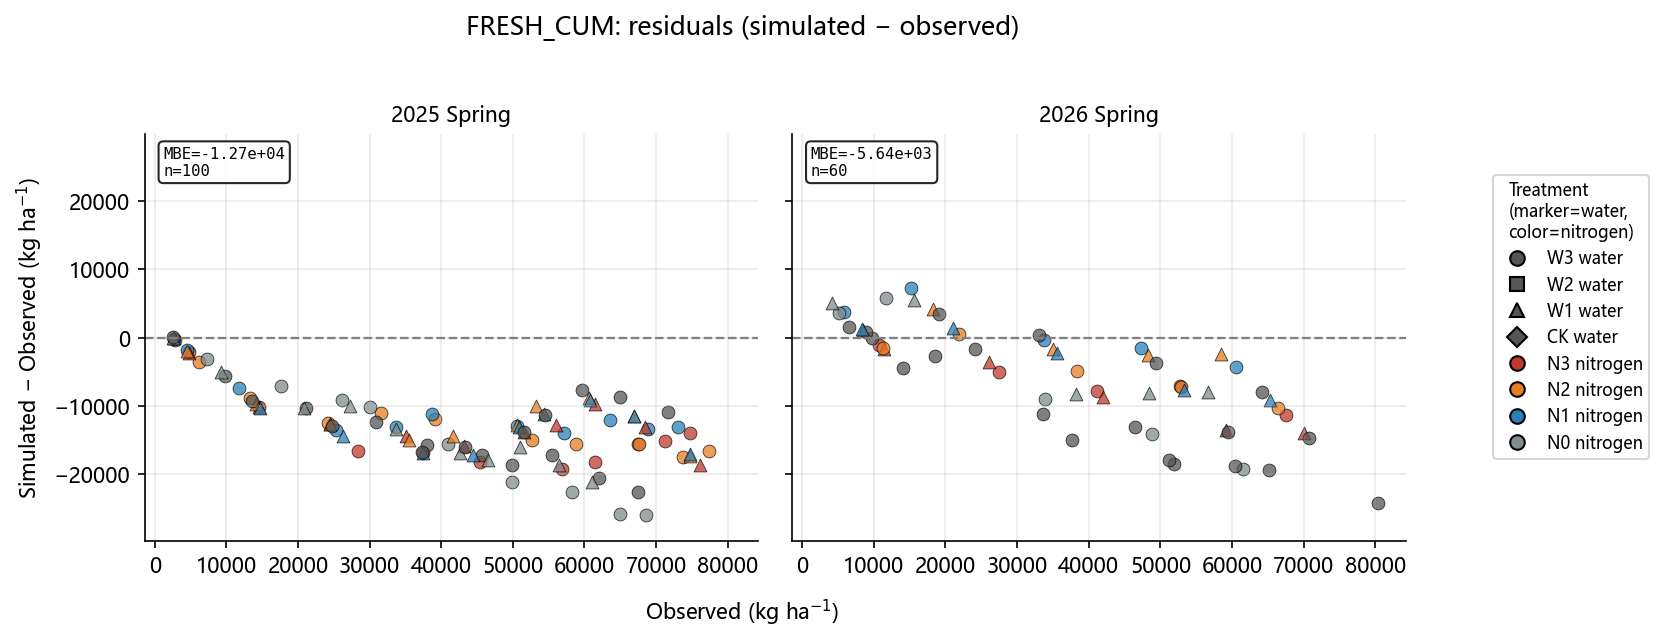 FRESH_CUM: residuals (simulated − observed)
2025 Spring
2026 Spring
MBE=-1.27e+04
n=100
MBE=-5.64e+03
n=60
Simulated − Observed (kg ha⁻¹)
20000
10000
0
−10000
−20000
0 10000 20000 30000 40000 50000 60000 70000 80000
0 10000 20000 30000 40000 50000 60000 70000 80000
Observed (kg ha⁻¹)
Treatment
(marker=water,
color=nitrogen)
W3 water
W2 water
W1 water
CK water
N3 nitrogen
N2 nitrogen
N1 nitrogen
N0 nitrogen